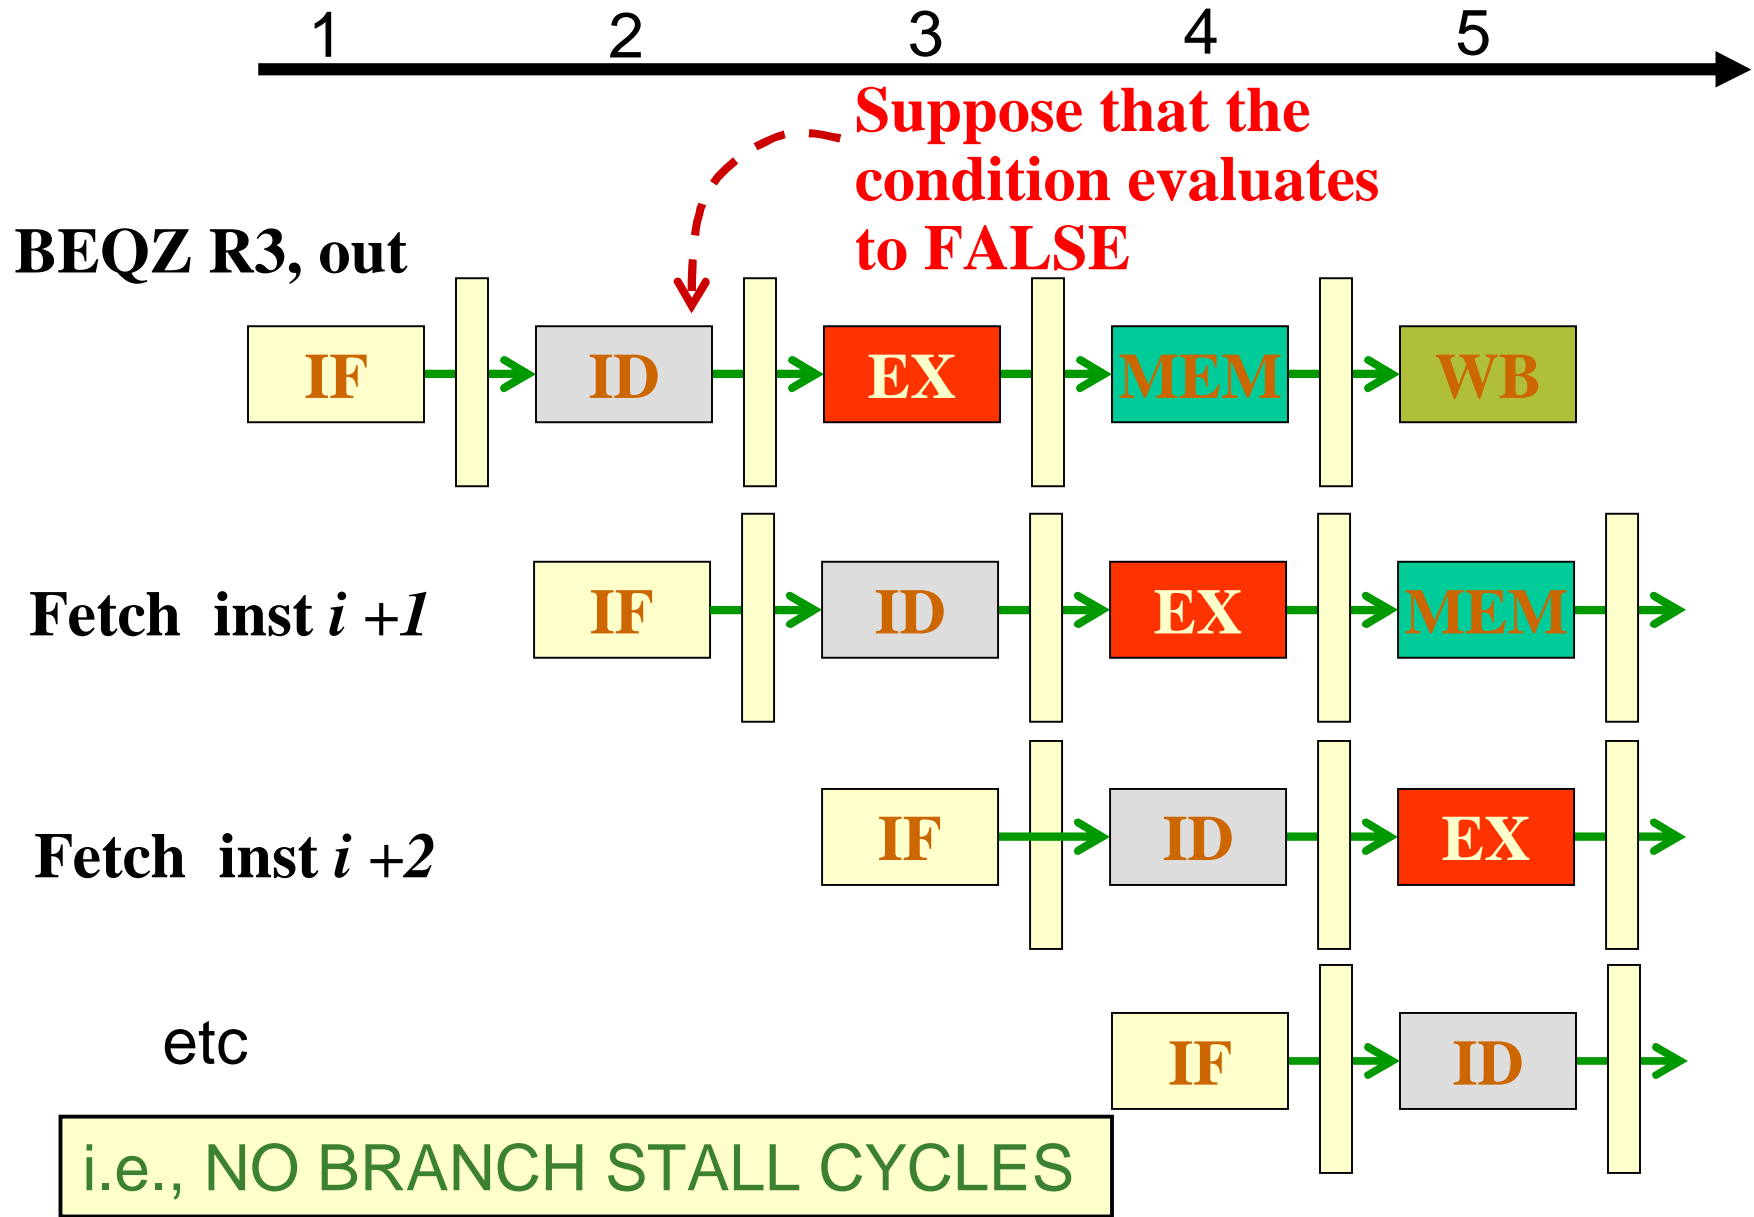 1 2 3 4 5
Suppose that the
condition evaluates
to FALSE
BEQZ R3, out
IF ID EX MEM WB
Fetch inst i +1
IF ID EX MEM
Fetch inst i +2
IF ID EX
etc
IF ID
i.e., NO BRANCH STALL CYCLES